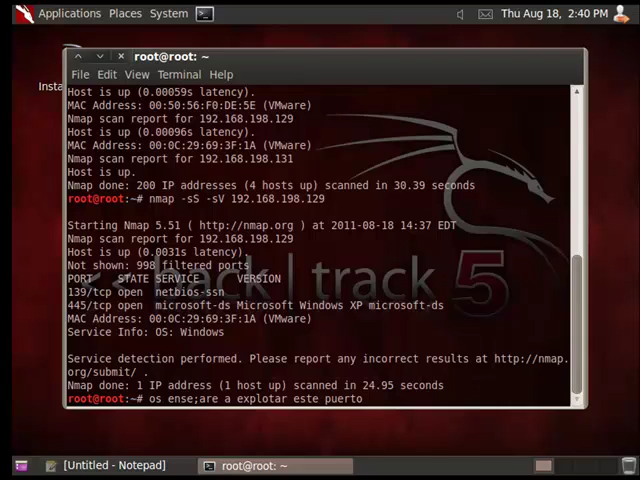 Applications Places System
Thu Aug 18, 2:40 PM
Insta
root@root: ~
File Edit View Terminal Help
Host is up (0.00059s latency).
MAC Address: 00:50:56:F0:DE:5E (VMware)
Nmap scan report for 192.168.198.129
Host is up (0.00096s latency).
MAC Address: 00:0C:29:69:3F:1A (VMware)
Nmap scan report for 192.168.198.131
Host is up.
Nmap done: 200 IP addresses (4 hosts up) scanned in 30.39 seconds
root@root:~# nmap -sS -sV 192.168.198.129
Starting Nmap 5.51 ( http://nmap.org ) at 2011-08-18 14:37 EDT
Nmap scan report for 192.168.198.129
Host is up (0.0031s latency).
Not shown: 998 filtered ports
PORT STATE SERVICE VERSION
139/tcp open netbios-ssn
445/tcp open microsoft-ds Microsoft Windows XP microsoft-ds
MAC Address: 00:0C:29:69:3F:1A (VMware)
Service Info: OS: Windows
<< back | track 5
Service detection performed. Please report any incorrect results at http://nmap.
org/submit/ .
Nmap done: 1 IP address (1 host up) scanned in 24.95 seconds
root@root:~# os ense;are a explotar este puerto
[Untitled - Notepad]
root@root: ~